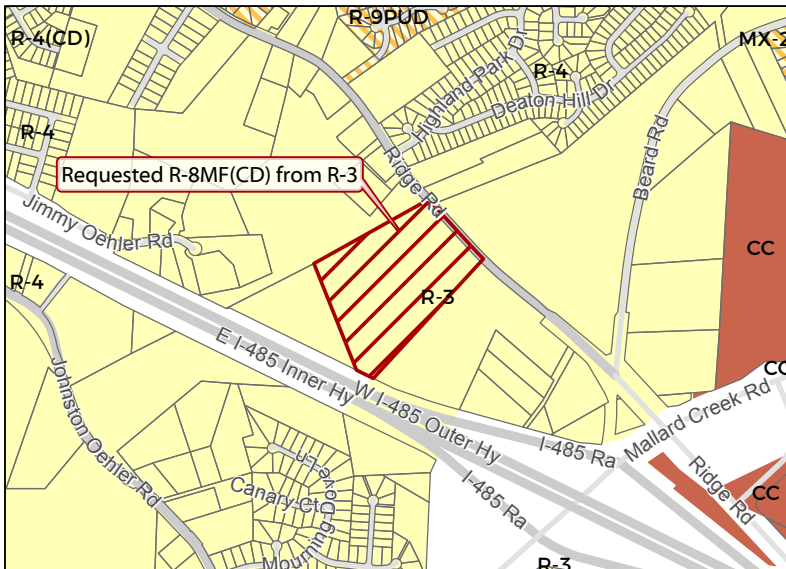 R-9PUD
R-4(CD)
MX-2
Highland Park Dr
R-4
Deaton Hill Dr
R-4
Beard Rd
Ridge Rd
Requested R-8MF(CD) from R-3
Jimmy Oehler Rd
CC
R-4
R-3
E I-485 Inner Hy
W I-485 Outer Hy
CC
Johnston Oehler Rd
Mallard Creek Rd
I-485 Ra
Ridge Rd
I-485 Ra
Dove Ln
Canary Ct
CC
Mourning
R-3